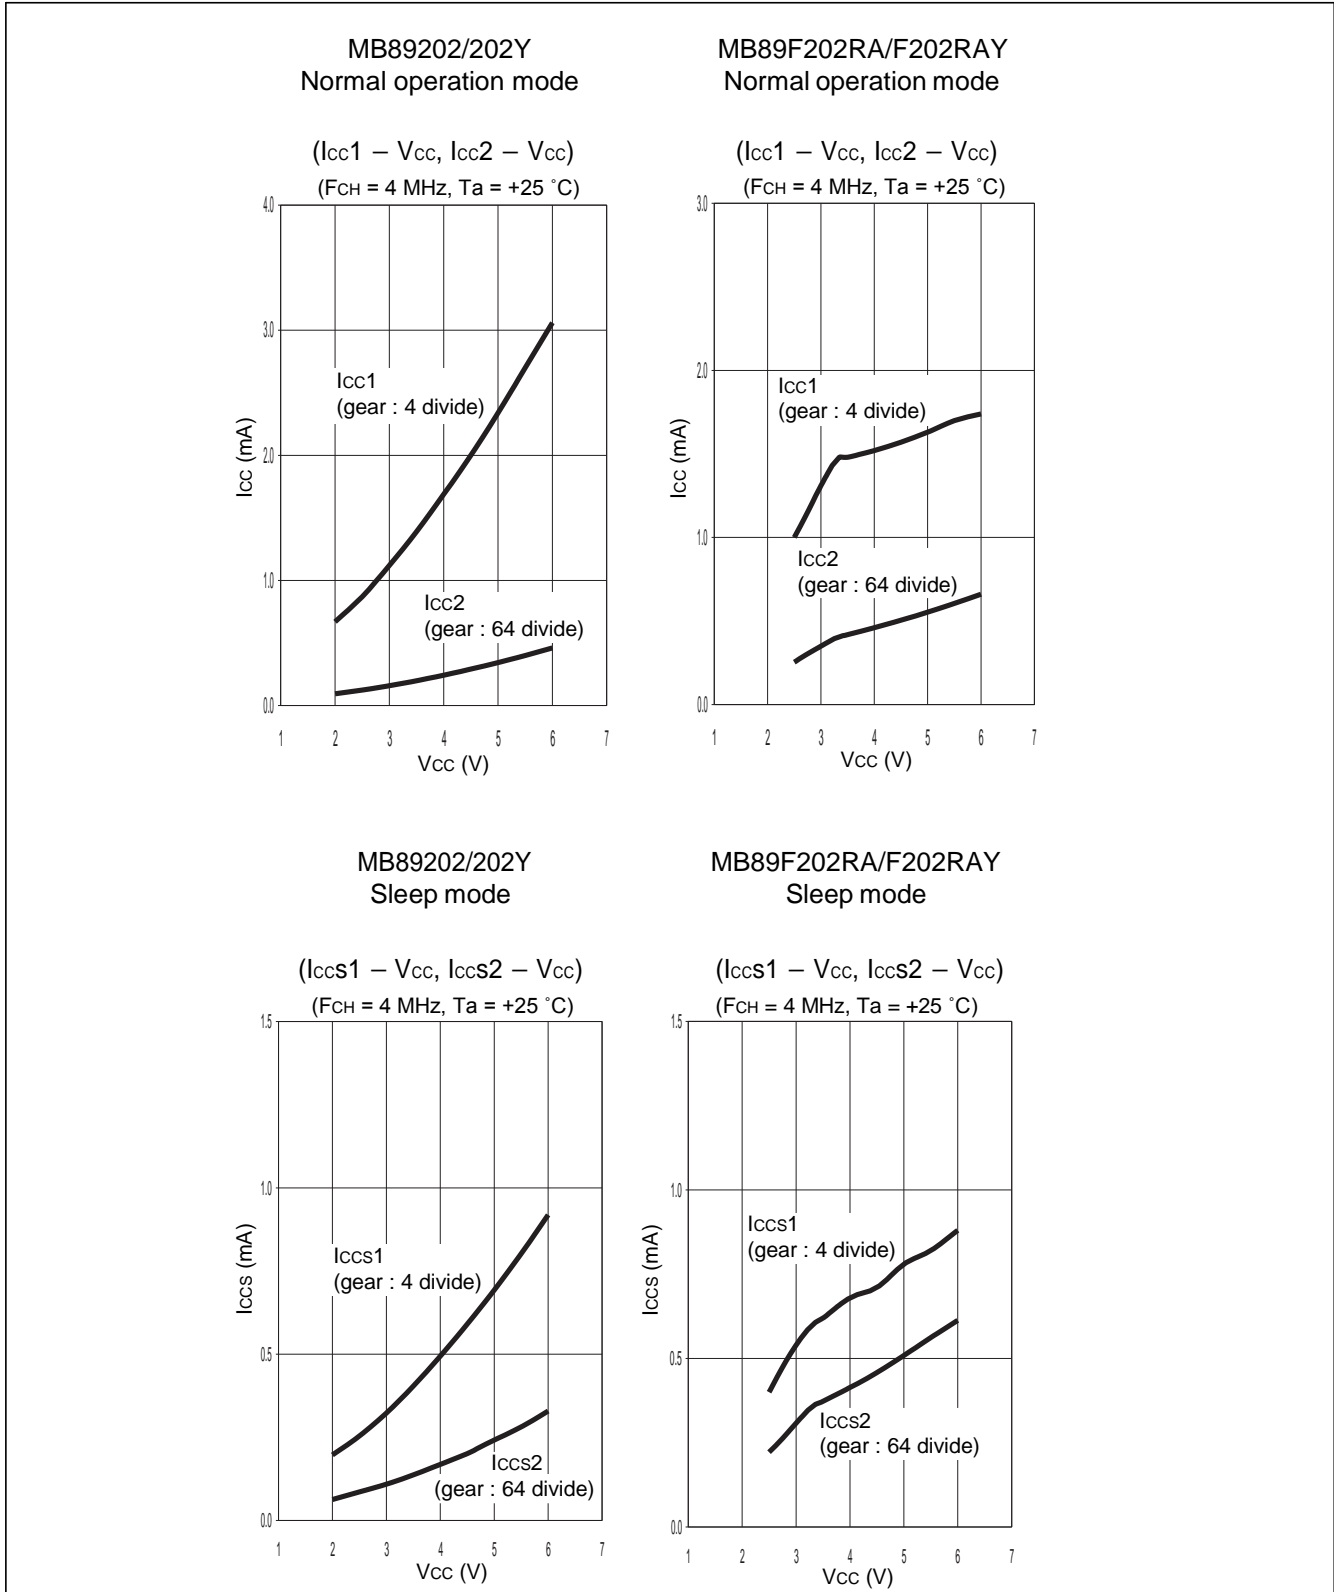 MB89202/202Y
Normal operation mode
(Icc1 – Vcc, Icc2 – Vcc)
(FCH = 4 MHz, Ta = +25 ˚C)
4.0
3.0
2.0
1.0
0.0
Icc (mA)
Icc1
(gear : 4 divide)
Icc2
(gear : 64 divide)
1 2 3 4 5 6 7
Vcc (V)
MB89F202RA/F202RAY
Normal operation mode
(Icc1 – Vcc, Icc2 – Vcc)
(FCH = 4 MHz, Ta = +25 ˚C)
3.0
2.0
1.0
0.0
Icc (mA)
Icc1
(gear : 4 divide)
Icc2
(gear : 64 divide)
1 2 3 4 5 6 7
Vcc (V)
MB89202/202Y
Sleep mode
(Iccs1 – Vcc, Iccs2 – Vcc)
(FCH = 4 MHz, Ta = +25 ˚C)
1.5
1.0
0.5
0.0
Iccs (mA)
Iccs1
(gear : 4 divide)
Iccs2
(gear : 64 divide)
1 2 3 4 5 6 7
Vcc (V)
MB89F202RA/F202RAY
Sleep mode
(Iccs1 – Vcc, Iccs2 – Vcc)
(FCH = 4 MHz, Ta = +25 ˚C)
1.5
1.0
0.5
0.0
Iccs (mA)
Iccs1
(gear : 4 divide)
Iccs2
(gear : 64 divide)
1 2 3 4 5 6 7
Vcc (V)